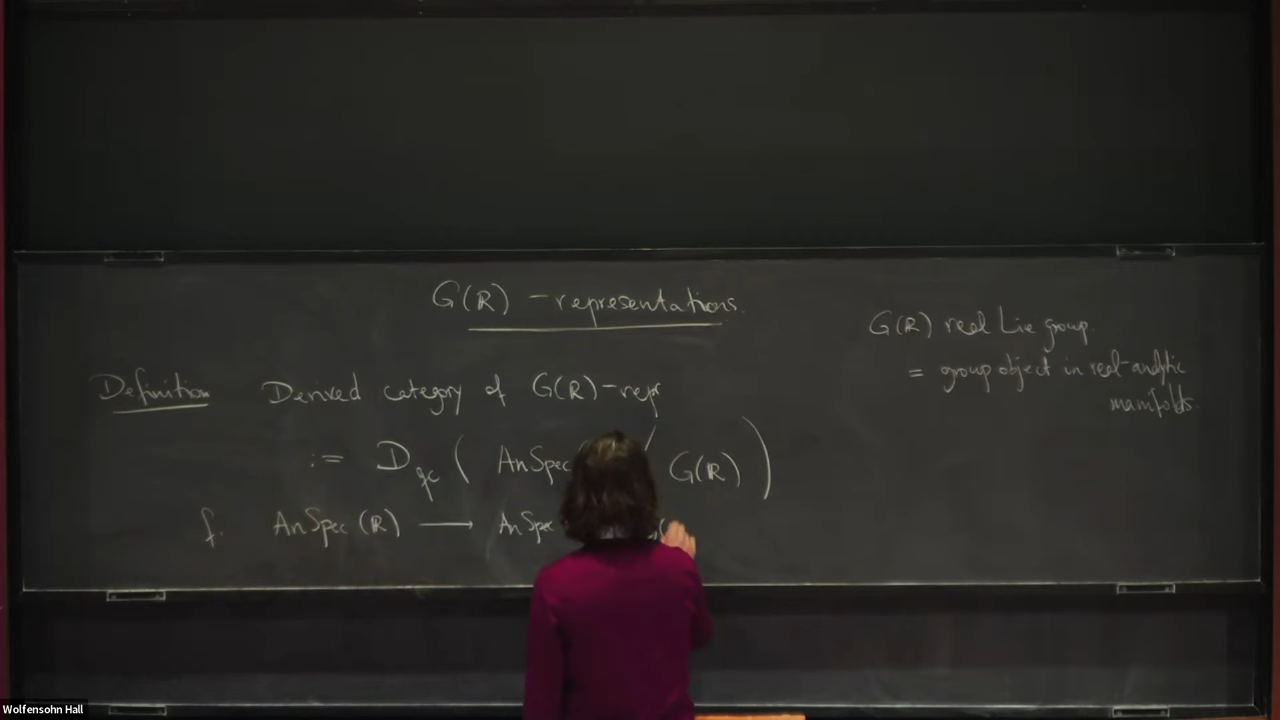 G(R) - representations.
G(R) real Lie group.
= group object in real-analytic
manifolds.
Definition Derived category of G(R)-repr
:= D_qc ( AnSpec / G(R) )
f. AnSpec (R) → AnSpec
Wolfensohn Hall